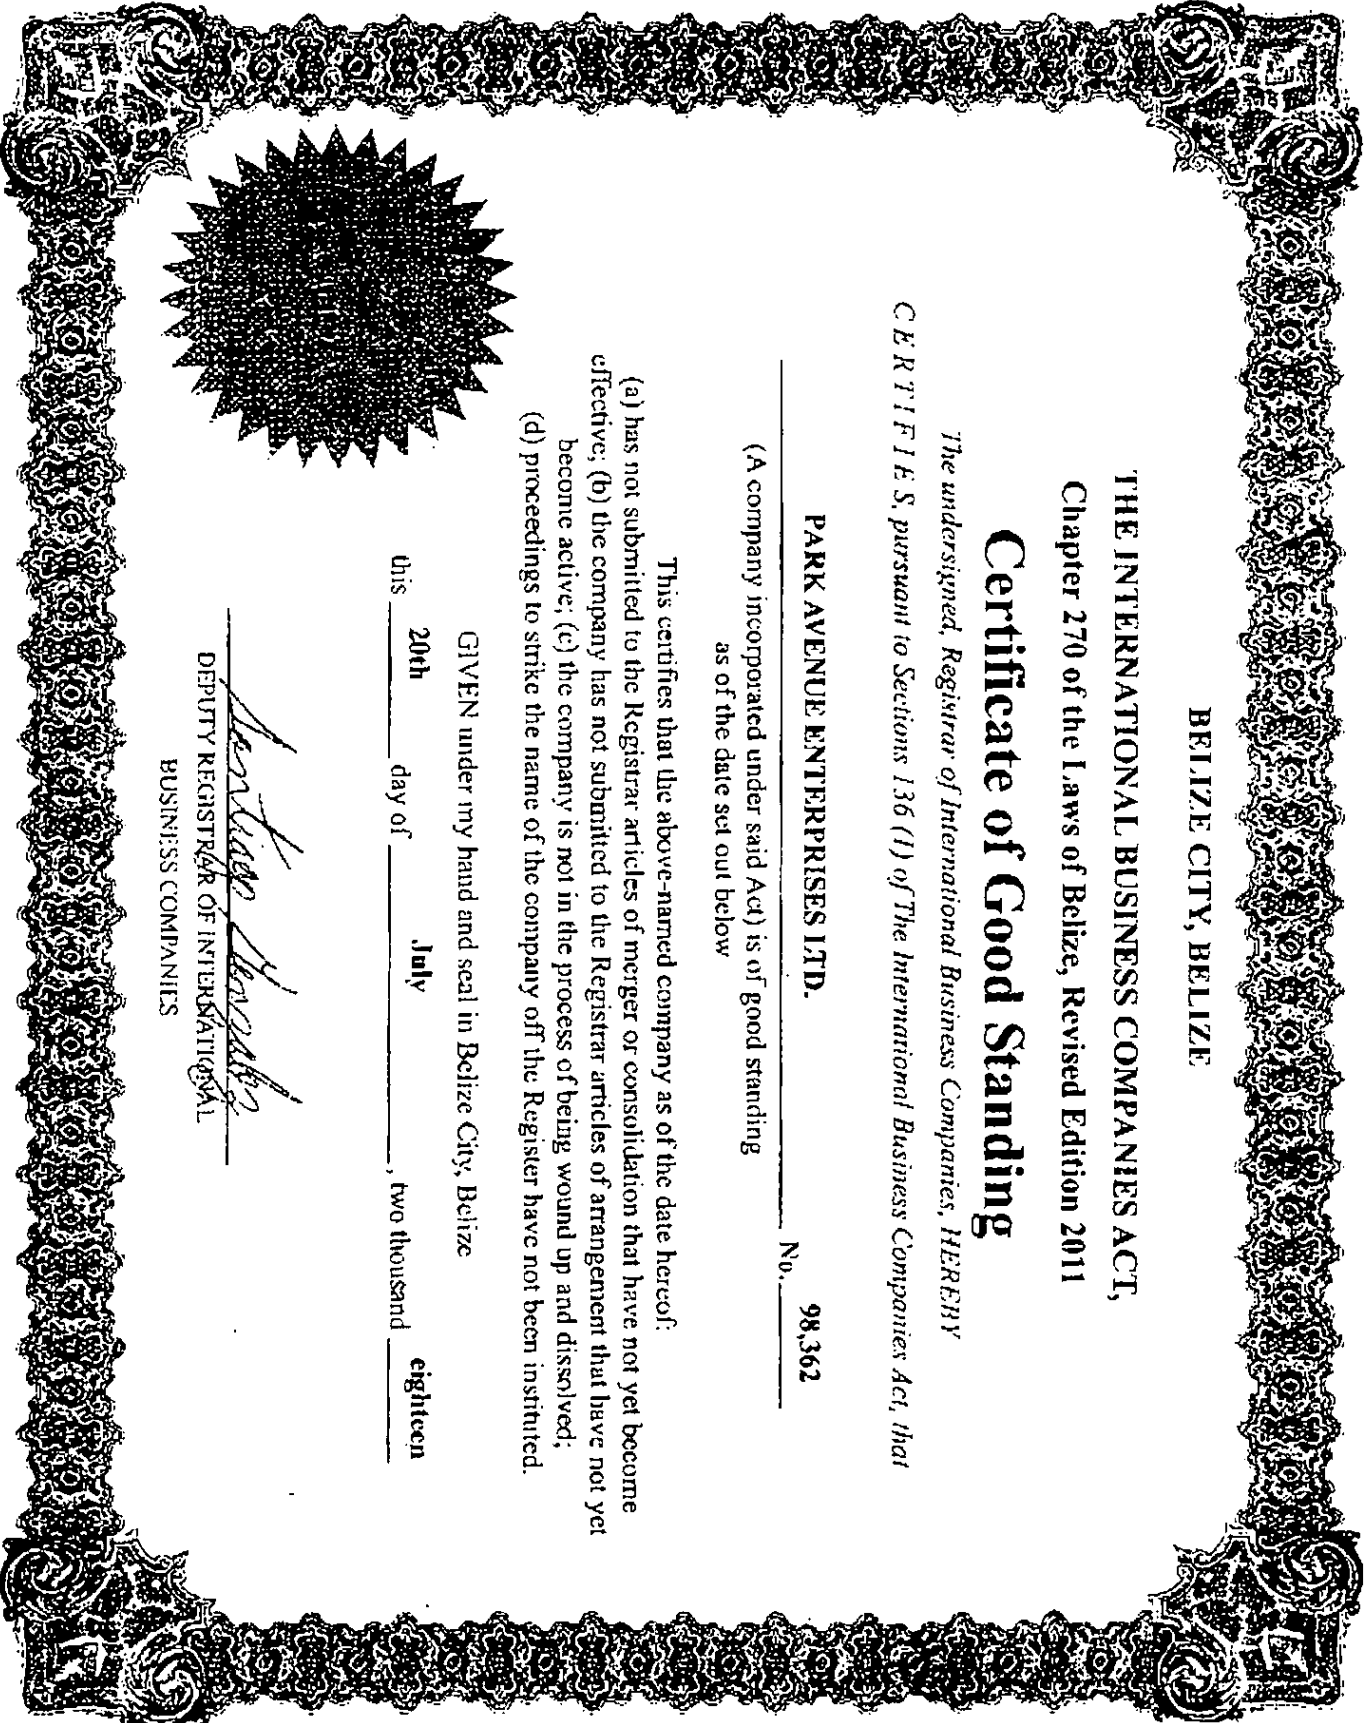 BELIZE CITY, BELIZE
THE INTERNATIONAL BUSINESS COMPANIES ACT,
Chapter 270 of the Laws of Belize, Revised Edition 2011
Certificate of Good Standing
The undersigned, Registrar of International Business Companies, HEREBY
CERTIFIES, pursuant to Sections 136 (1) of The International Business Companies Act, that
PARK AVENUE ENTERPRISES LTD. No. 98,362
(A company incorporated under said Act) is of good standing
as of the date set out below
This certifies that the above-named company as of the date hereof:
(a) has not submitted to the Registrar articles of merger or consolidation that have not yet become
effective; (b) the company has not submitted to the Registrar articles of arrangement that have not yet
become active; (c) the company is not in the process of being wound up and dissolved;
(d) proceedings to strike the name of the company off the Register have not been instituted.
GIVEN under my hand and seal in Belize City, Belize
this 20th day of July, two thousand eighteen
DEPUTY REGISTRAR OF INTERNATIONAL
BUSINESS COMPANIES